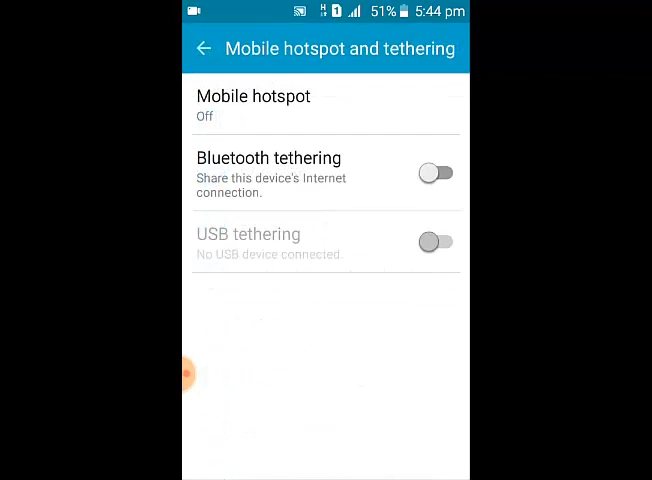 H 1 51% 5:44 pm
Mobile hotspot and tethering
Mobile hotspot
Off
Bluetooth tethering
Share this device's Internet
connection.
USB tethering
No USB device connected.